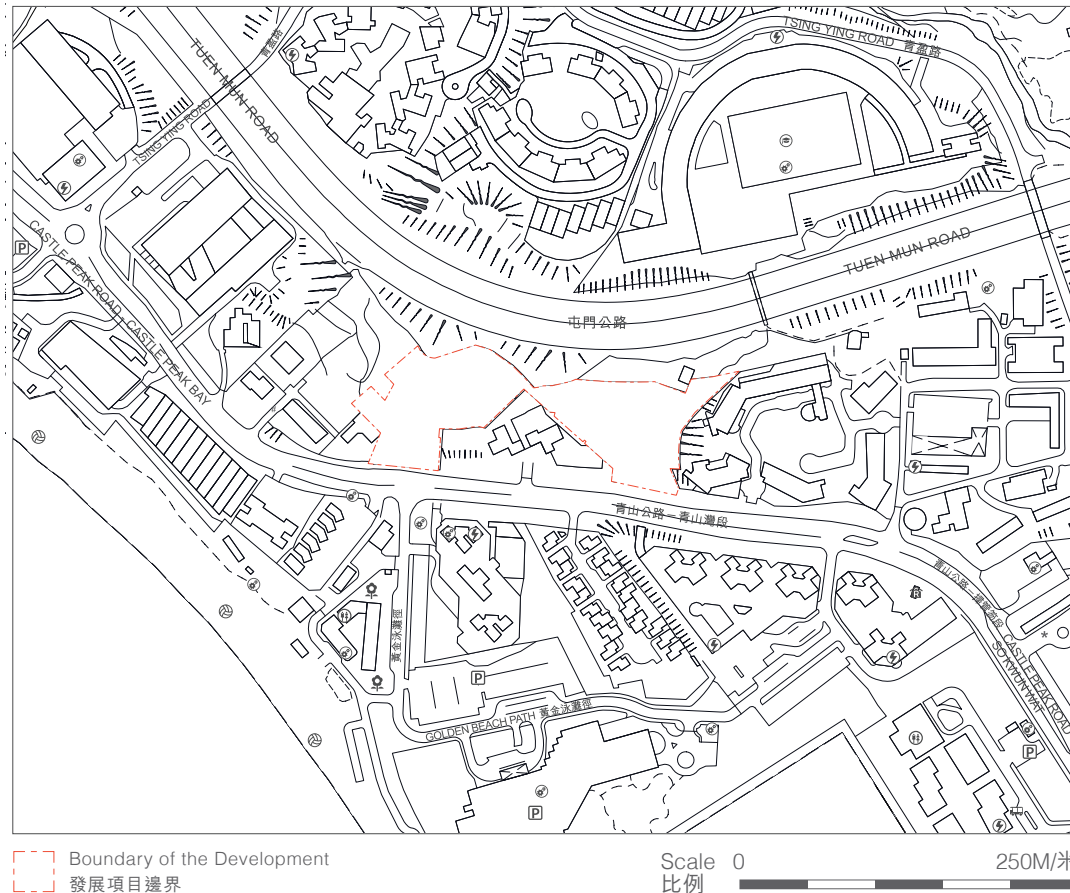 TSING YING ROAD 青盈路
青盈路
TUEN MUN ROAD
TSING YING ROAD
TUEN MUN ROAD
CASTLE PEAK ROAD - CASTLE PEAK BAY
P
屯門公路
青山公路－青山灣段
青山公路－掃管笏段
CASTLE PEAK ROAD
SO KWUN WAT
黃金泳灘徑
P
GOLDEN BEACH PATH 黃金泳灘徑
P
P
*
Boundary of the Development
發展項目邊界
Scale 0 250M/米
比例